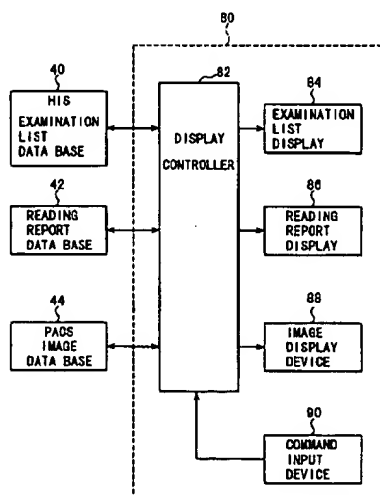 80
40
HIS
EXAMINATION
LIST
DATA BASE
82
DISPLAY
CONTROLLER
84
EXAMINATION
LIST
DISPLAY
42
READING
REPORT
DATA BASE
86
READING
REPORT
DISPLAY
44
PACS
IMAGE
DATA BASE
88
IMAGE
DISPLAY
DEVICE
90
COMMAND
INPUT
DEVICE